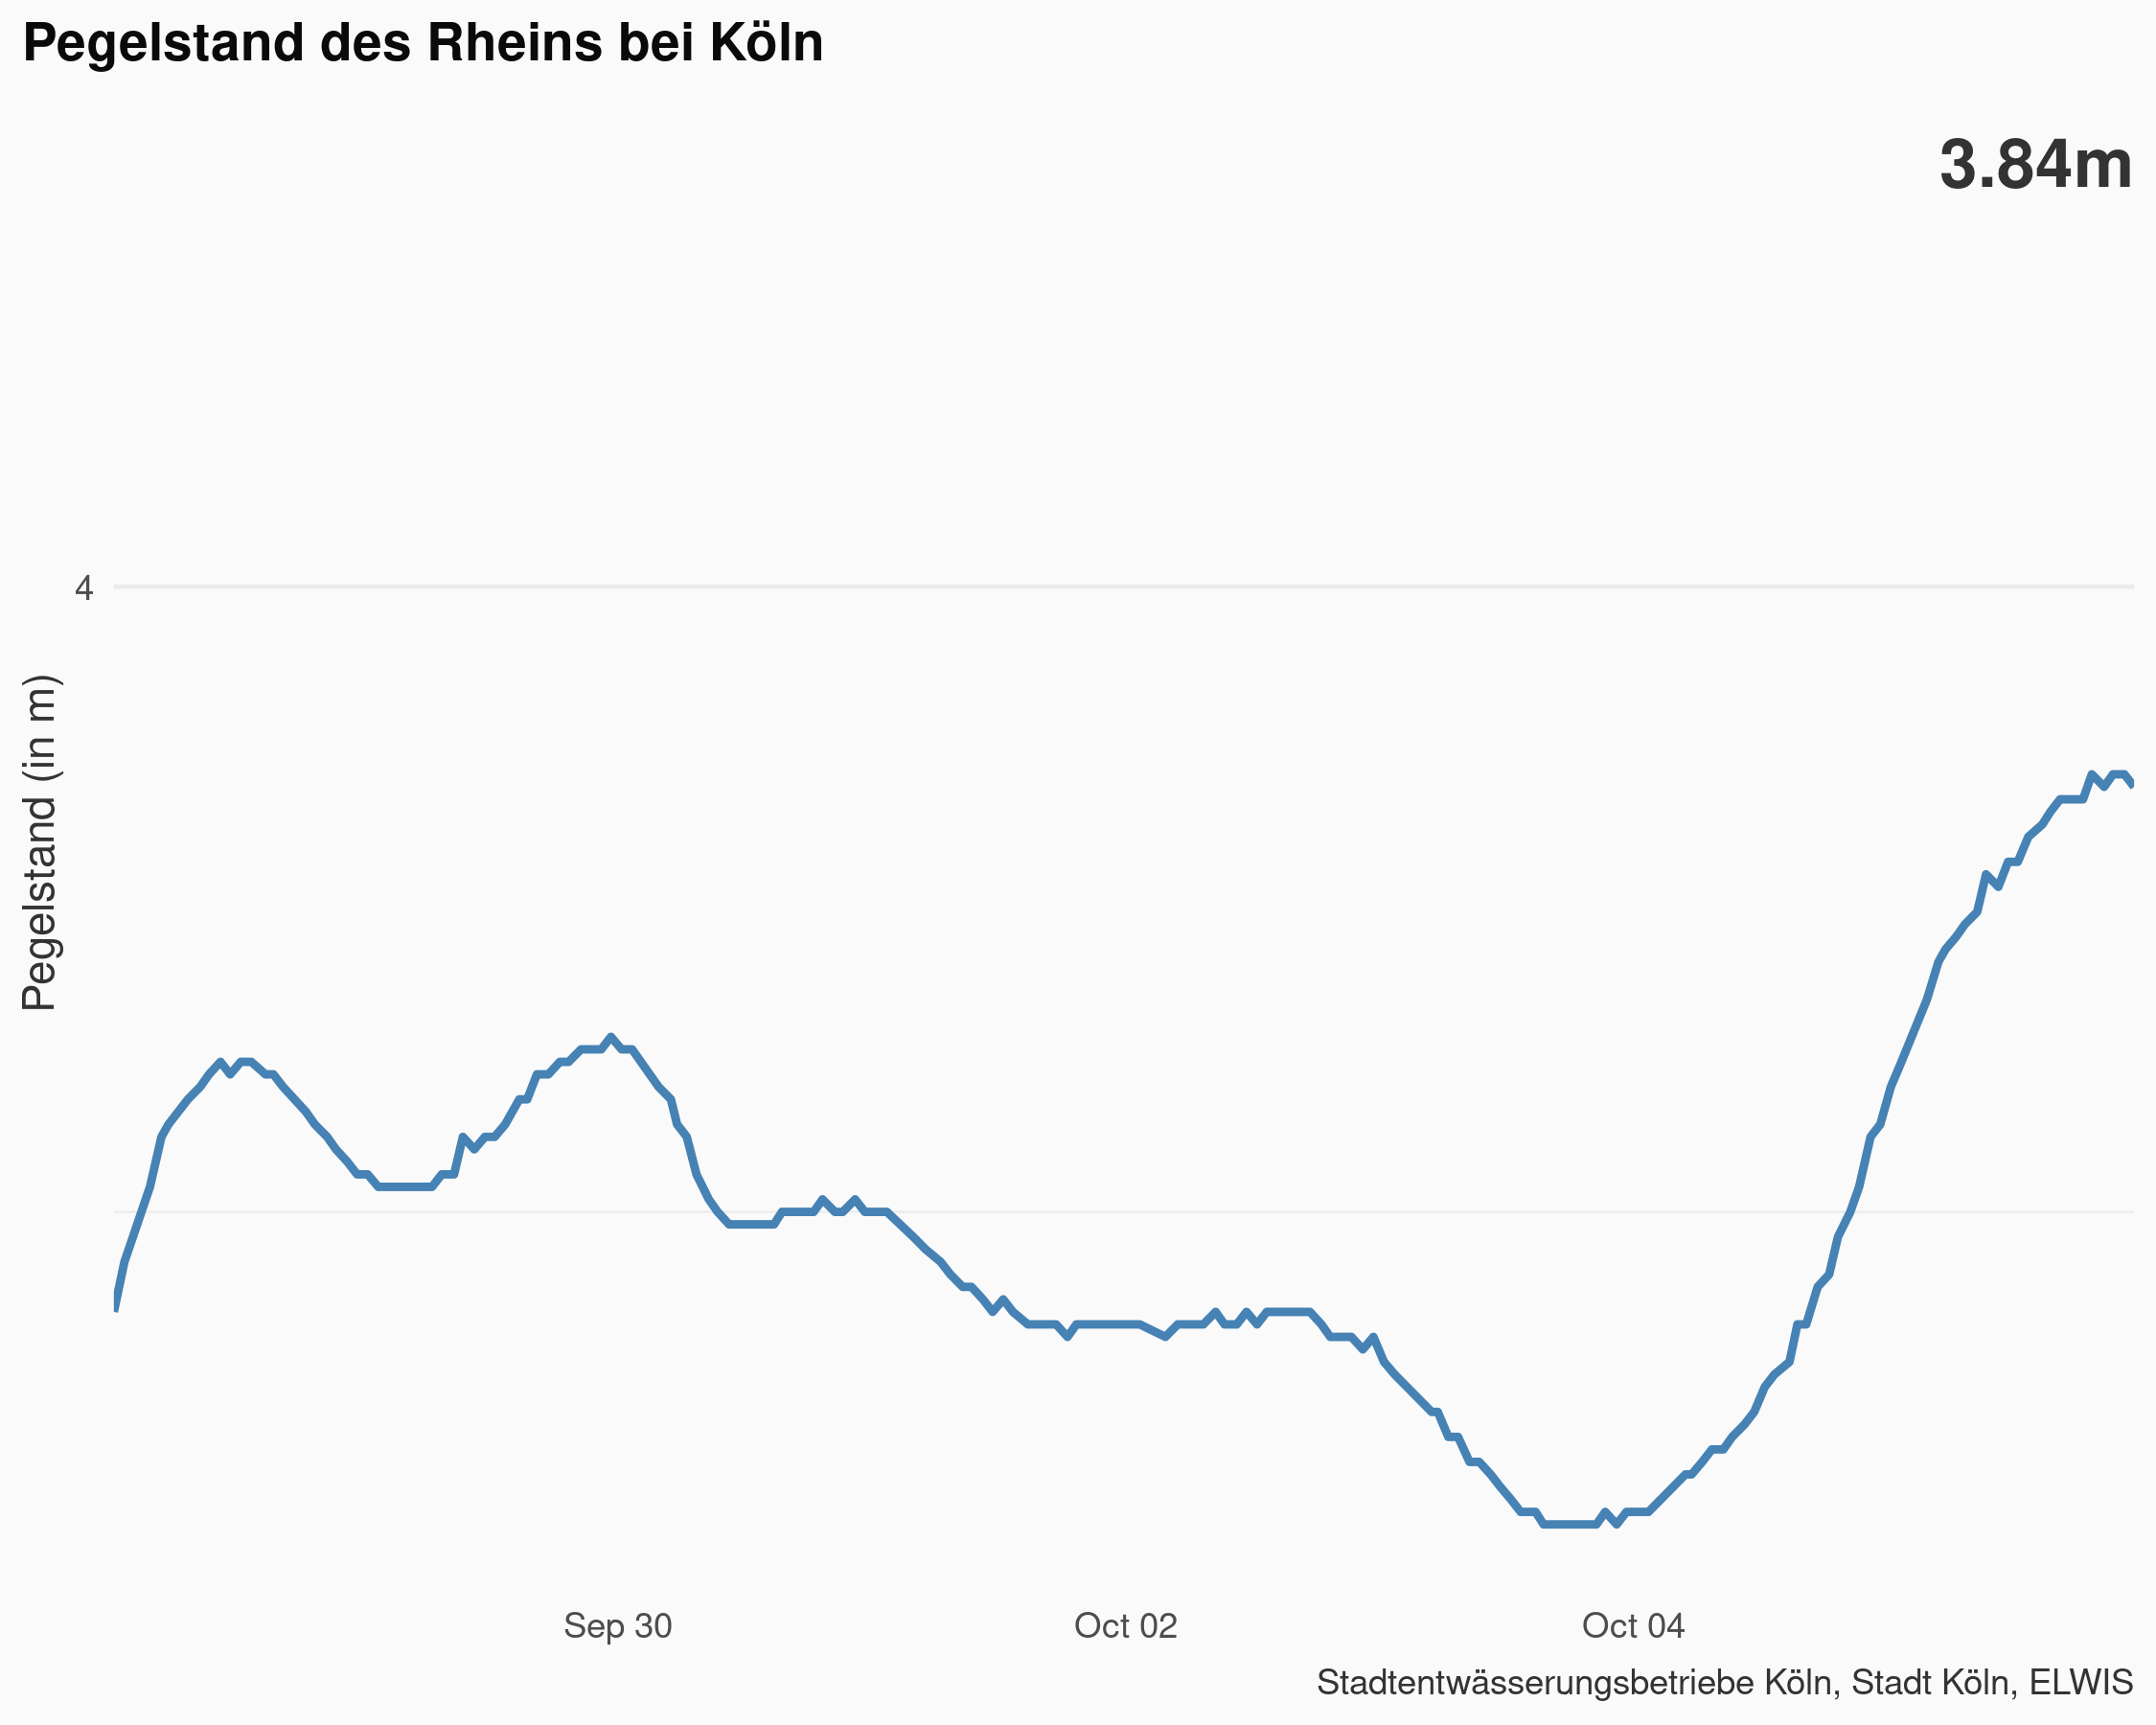 Pegelstand des Rheins bei Köln
3.84m
4
Pegelstand (in m)
Sep 30
Oct 02
Oct 04
Stadtentwässerungsbetriebe Köln, Stadt Köln, ELWIS